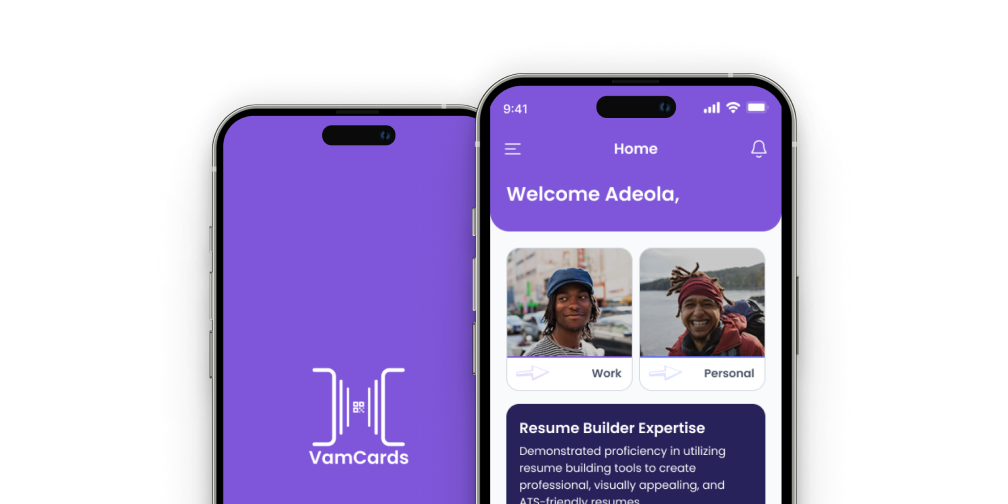 VamCards
9:41
Home
Welcome Adeola,
Work
Personal
Resume Builder Expertise
Demonstrated proficiency in utilizing
resume building tools to create
professional, visually appealing, and
ATS-friendly resumes